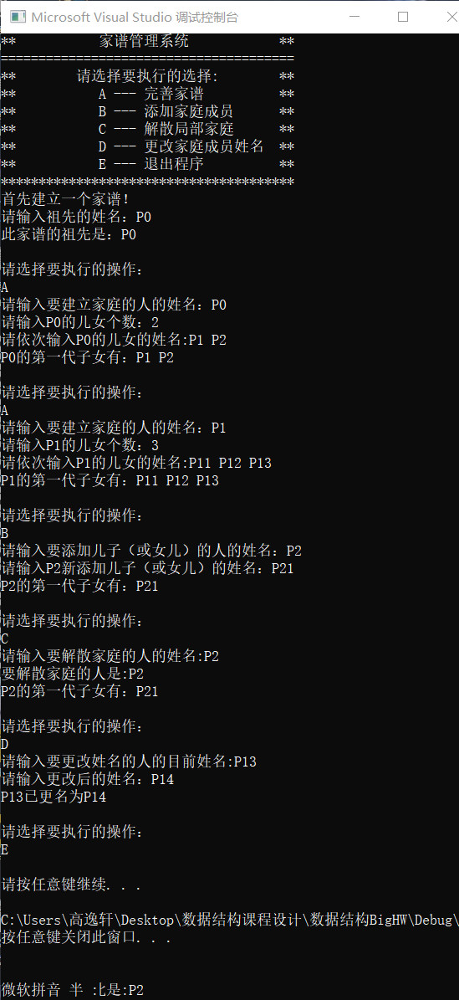 Microsoft Visual Studio 调试控制台
** 家谱管理系统 **
=======================================
** 请选择要执行的选择: **
** A --- 完善家谱 **
** B --- 添加家庭成员 **
** C --- 解散局部家庭 **
** D --- 更改家庭成员姓名 **
** E --- 退出程序 **
***************************************
首先建立一个家谱!
请输入祖先的姓名: P0
此家谱的祖先是: P0
请选择要执行的操作:
A
请输入要建立家庭的人的姓名: P0
请输入P0的儿女个数: 2
请依次输入P0的儿女的姓名:P1 P2
P0的第一代子女有: P1 P2
请选择要执行的操作:
A
请输入要建立家庭的人的姓名: P1
请输入P1的儿女个数: 3
请依次输入P1的儿女的姓名:P11 P12 P13
P1的第一代子女有: P11 P12 P13
请选择要执行的操作:
B
请输入要添加儿子（或女儿）的人的姓名: P2
请输入P2新添加儿子（或女儿）的姓名: P21
P2的第一代子女有: P21
请选择要执行的操作:
C
请输入要解散家庭的人的姓名:P2
要解散家庭的人是:P2
P2的第一代子女有: P21
请选择要执行的操作:
D
请输入要更改姓名的人的目前姓名:P13
请输入更改后的姓名: P14
P13已更名为P14
请选择要执行的操作:
E
请按任意键继续. . .
C:\Users\高逸轩\Desktop\数据结构课程设计\数据结构BigHW\Debug\
按任意键关闭此窗口. . .
微软拼音 半 :是:P2